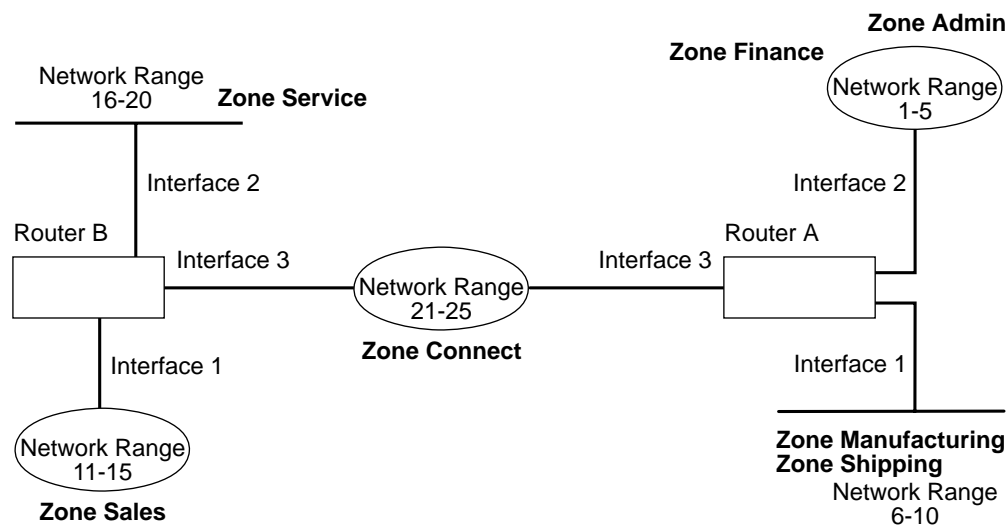 Zone Admin
Zone Finance
Network Range
1-5
Network Range
16-20
Zone Service
Interface 2
Interface 2
Router B
Router A
Interface 3
Interface 3
Network Range
21-25
Zone Connect
Interface 1
Interface 1
Network Range
11-15
Zone Sales
Zone Manufacturing
Zone Shipping
Network Range
6-10